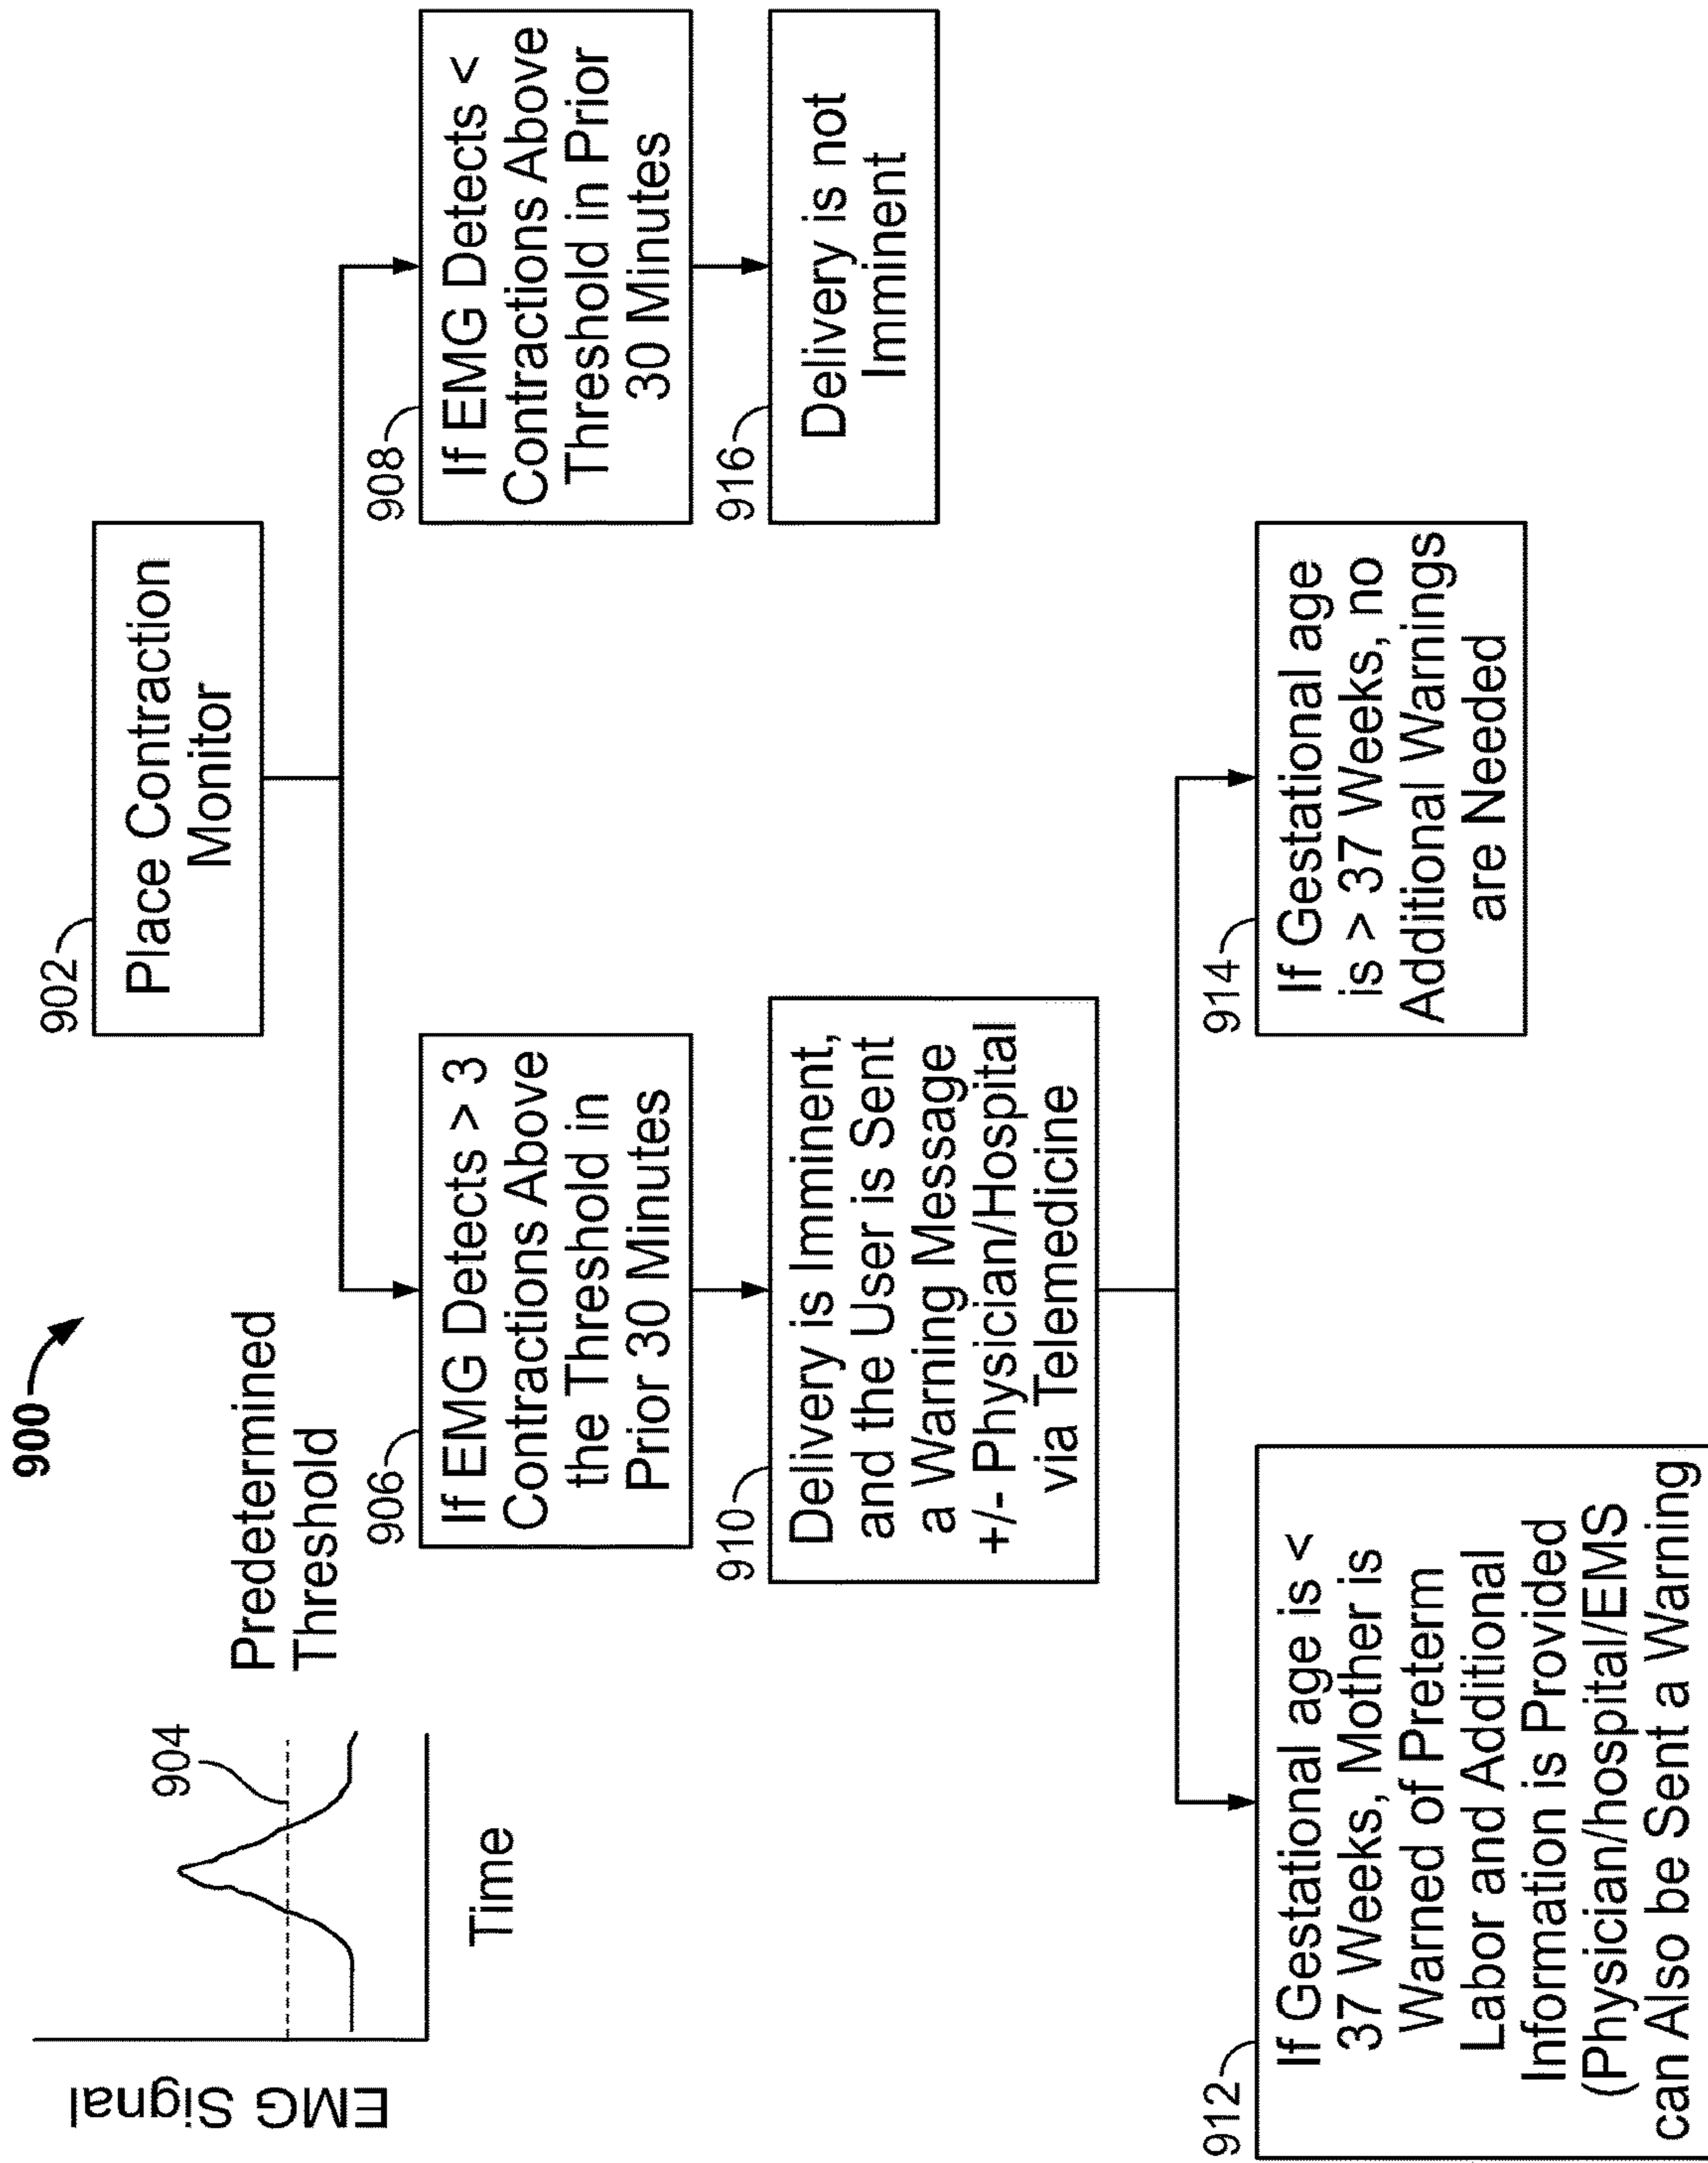 900
EMG Signal
904
Predetermined
Threshold
Time
902
Place Contraction
Monitor
906
If EMG Detects > 3
Contractions Above
the Threshold in
Prior 30 Minutes
908
If EMG Detects <
Contractions Above
Threshold in Prior
30 Minutes
910
Delivery is Imminent,
and the User is Sent
a Warning Message
+/- Physician/Hospital
via Telemedicine
916
Delivery is not
Imminent
912
If Gestational age is <
37 Weeks, Mother is
Warned of Preterm
Labor and Additional
Information is Provided
(Physician/hospital/EMS
can Also be Sent a Warning
914
If Gestational age
is > 37 Weeks, no
Additional Warnings
are Needed